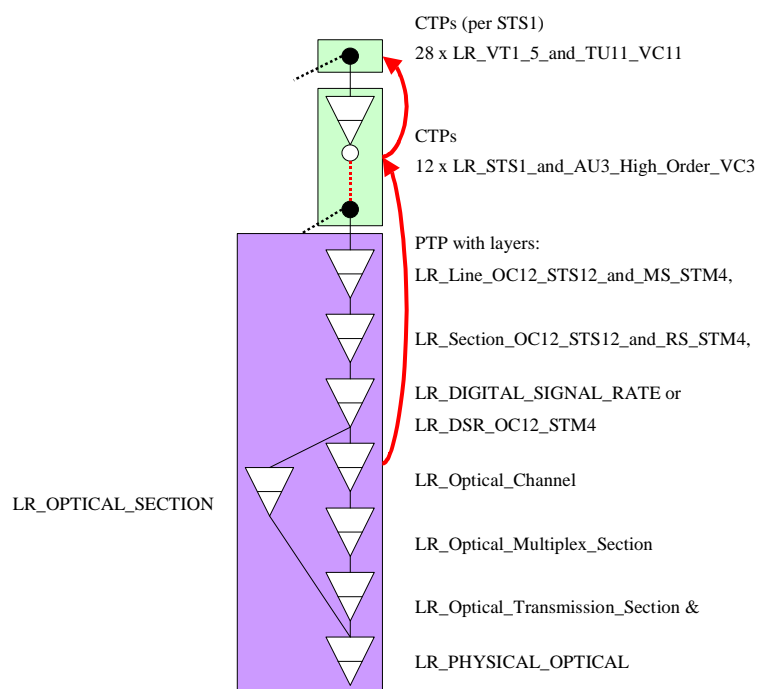 CTPs (per STS1)
28 x LR_VT1_5_and_TU11_VC11
CTPs
12 x LR_STS1_and_AU3_High_Order_VC3
PTP with layers:
LR_Line_OC12_STS12_and_MS_STM4,
LR_Section_OC12_STS12_and_RS_STM4,
LR_DIGITAL_SIGNAL_RATE or
LR_DSR_OC12_STM4
LR_Optical_Channel
LR_OPTICAL_SECTION
LR_Optical_Multiplex_Section
LR_Optical_Transmission_Section &
LR_PHYSICAL_OPTICAL